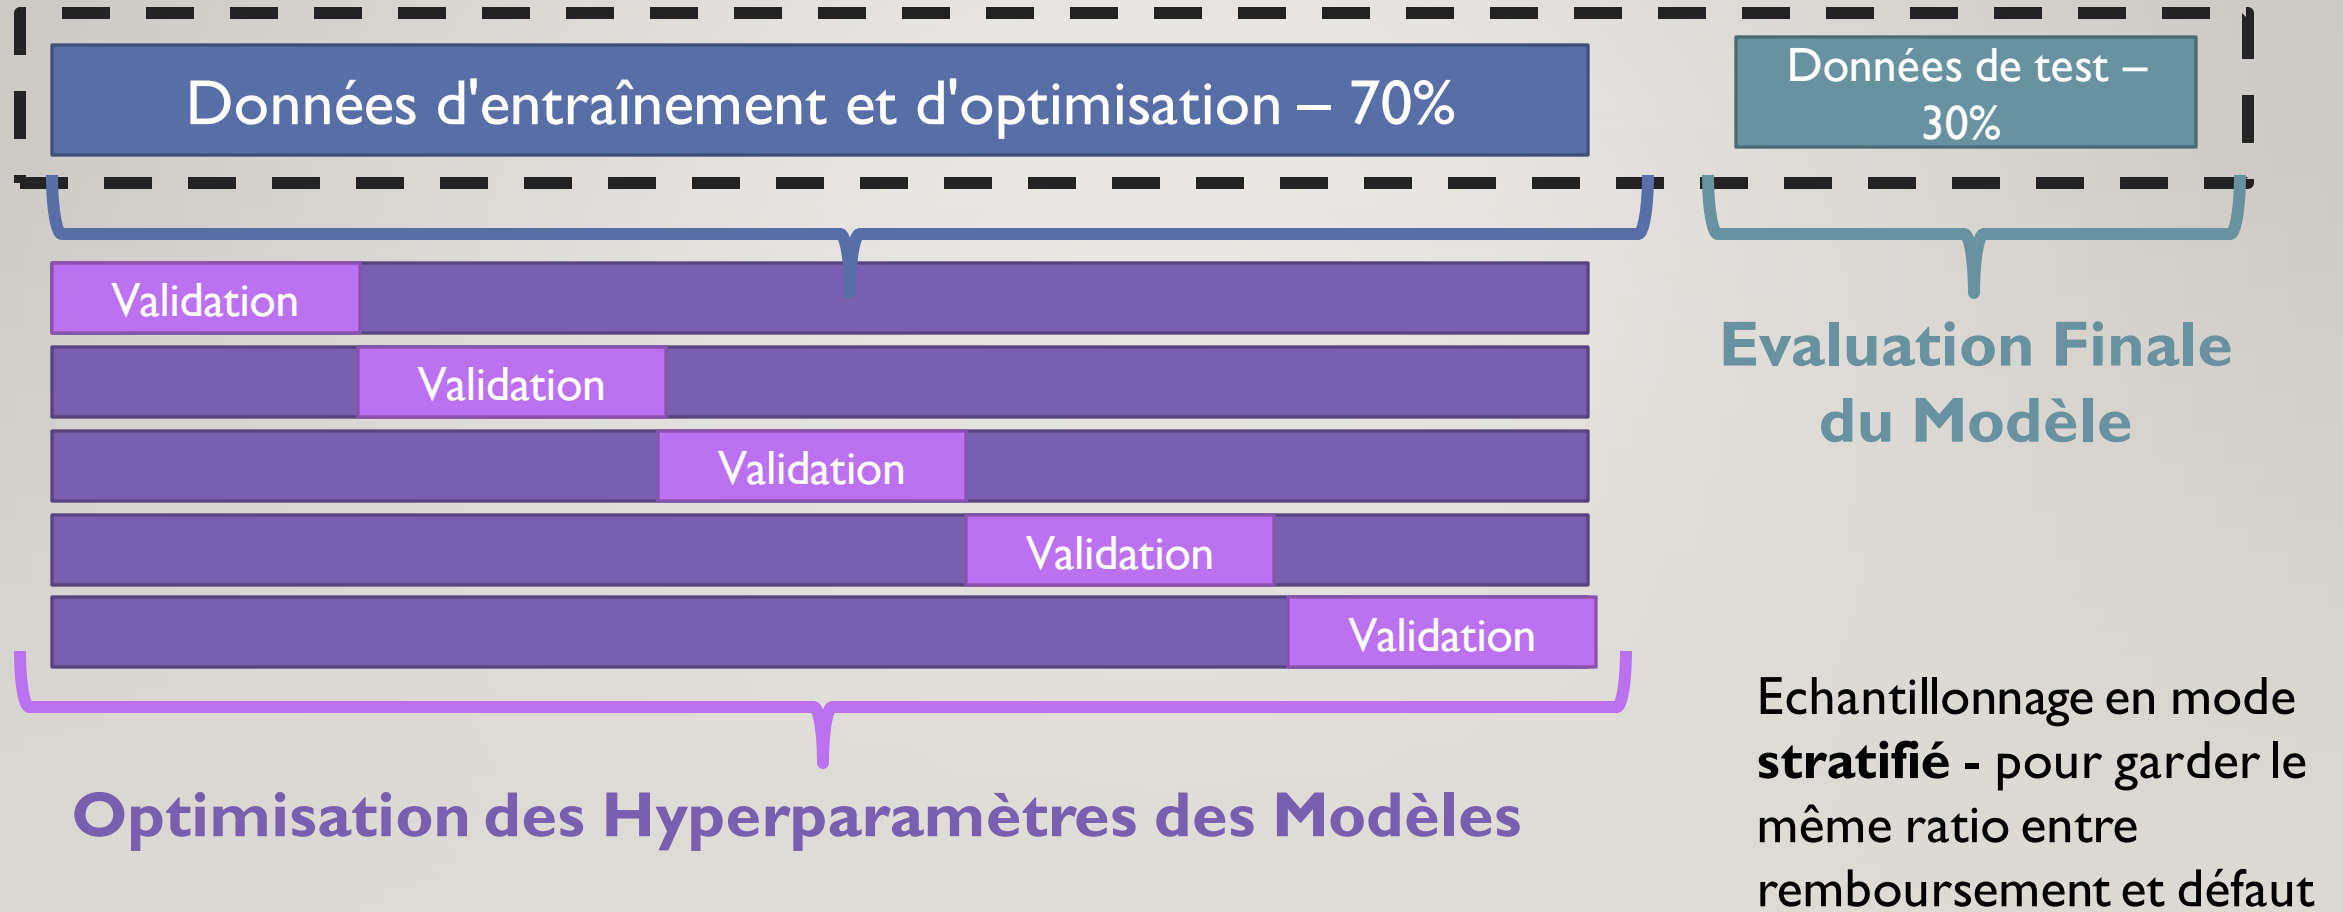 Données d'entraînement et d'optimisation – 70%
Données de test –
30%
Validation
Validation
Validation
Validation
Validation
Evaluation Finale
du Modèle
Optimisation des Hyperparamètres des Modèles
Echantillonnage en mode
stratifié - pour garder le
même ratio entre
remboursement et défaut